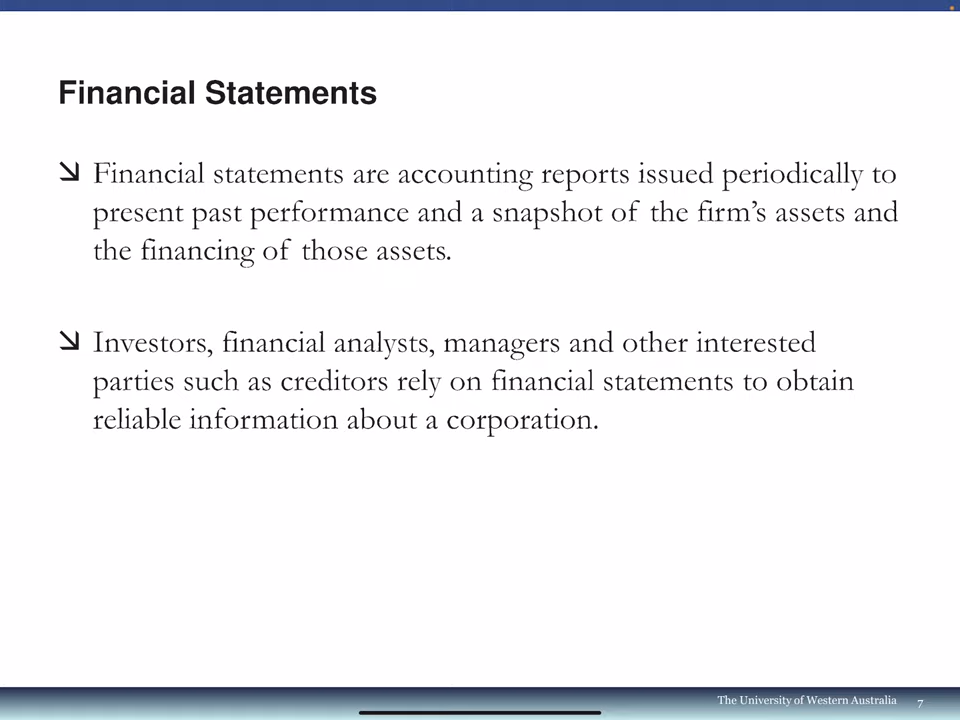 Financial Statements
Financial statements are accounting reports issued periodically to
present past performance and a snapshot of the firm’s assets and
the financing of those assets.
Investors, financial analysts, managers and other interested
parties such as creditors rely on financial statements to obtain
reliable information about a corporation.
The University of Western Australia 7